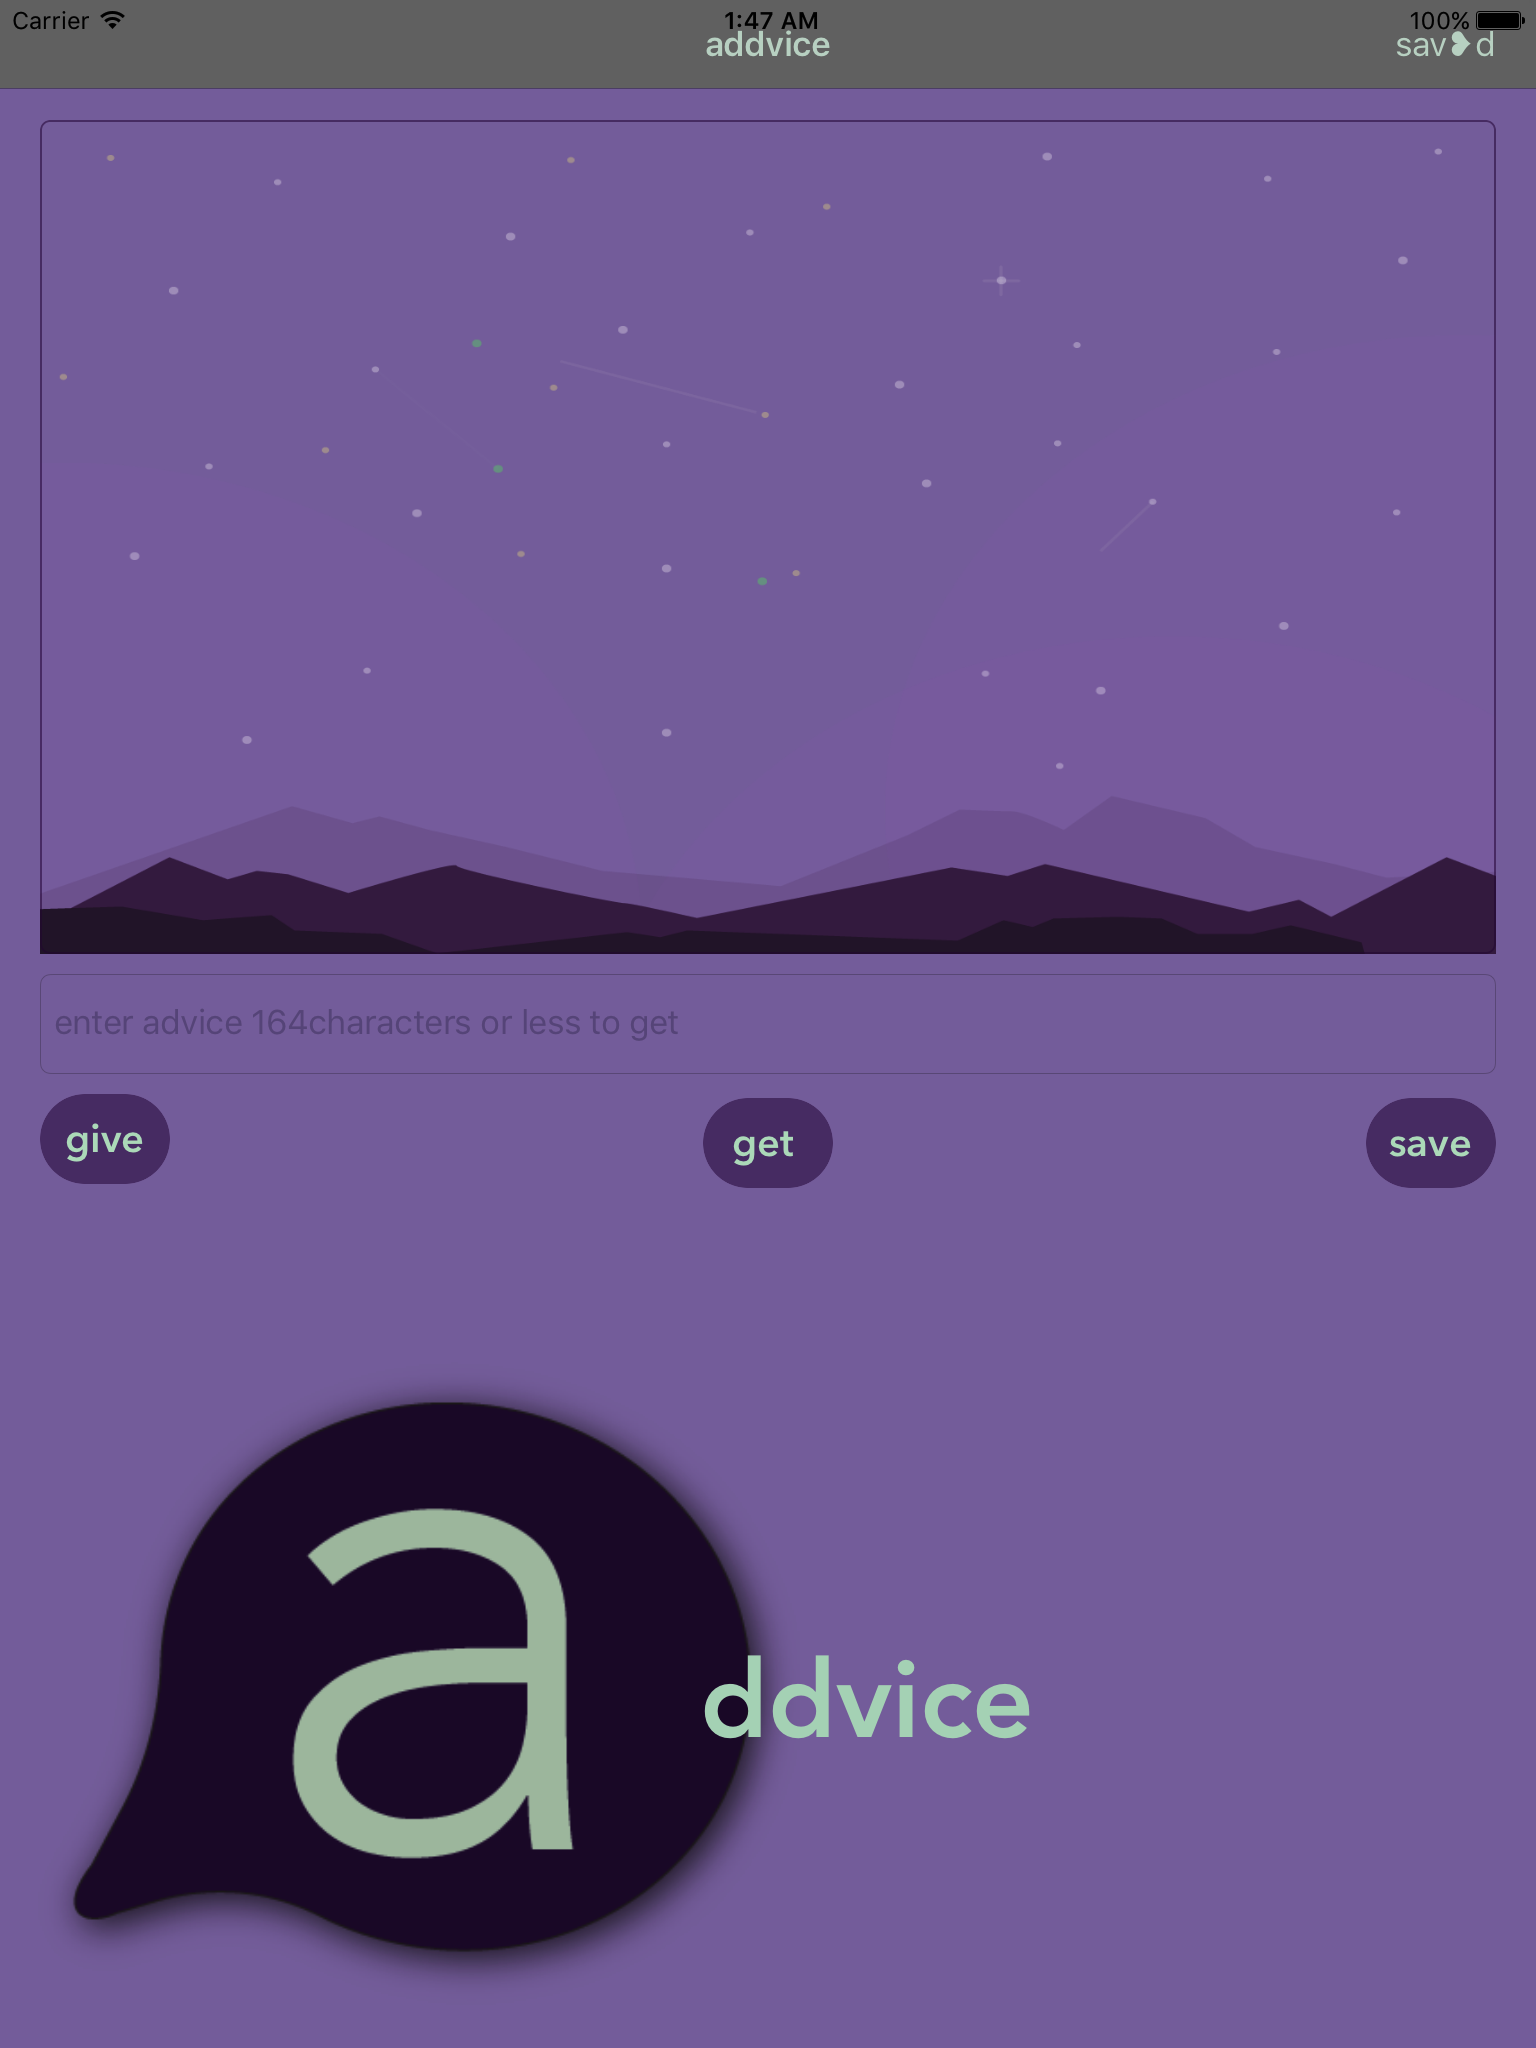 Carrier 1:47 AM 100%
addvice sav❥d
enter advice 164characters or less to get
give get save
a
ddvice